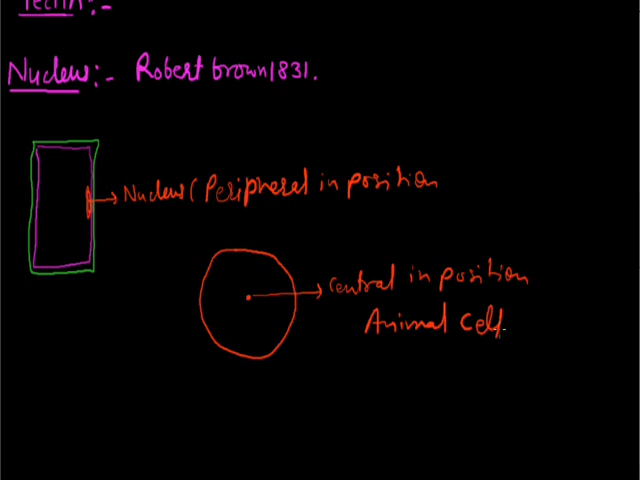 Nucleus:- Robert brown 1831.
Nucleus (Peripheral in position
Central in position
Animal Cell